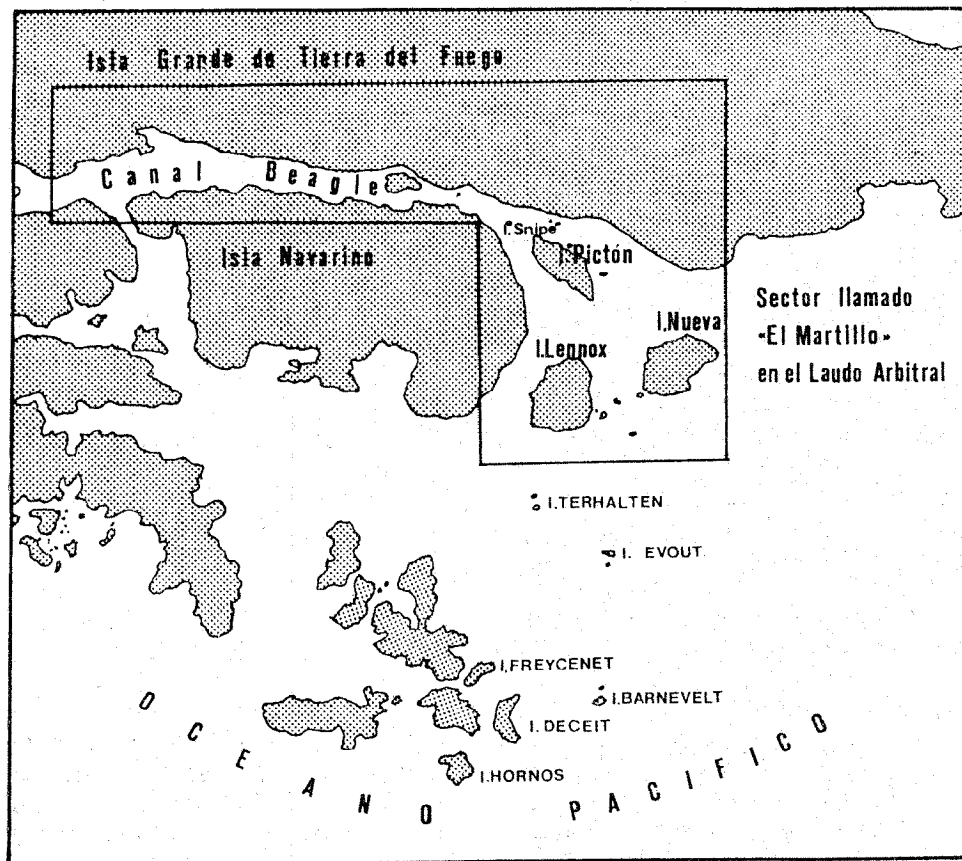 Isla Grande de Tierra del Fuego
Canal Beagle
I.Snipe
I.Pictón
Isla Navarino
I.Nueva
I.Lennox
Sector llamado
«El Martillo»
en el Laudo Arbitral
I.TERHALTEN
I. EVOUT.
I.FREYCENET
I.BARNEVELT
I. DECEIT
I.HORNOS
OCEANO PACIFICO